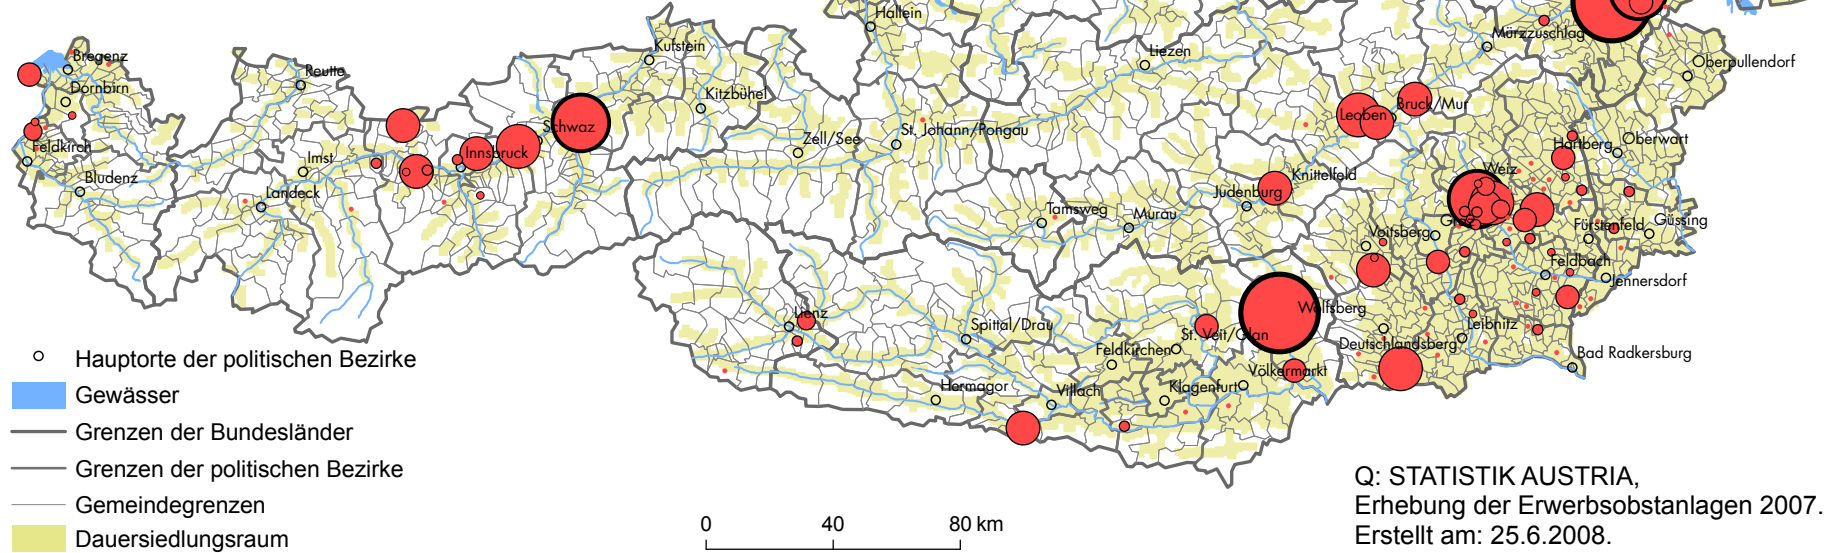 Hallein
Mürzzuschlag
Kufstein
Liezen
Bregenz
Oberpullendorf
Reutte
Dornbirn
Kitzbühel
Bruck/Mur
Leoben
Schwaz
St. Johann/Pongau
Zell/See
Hartberg
Oberwart
Feldkirch
Innsbruck
Imst
Weiz
Bludenz
Knittelfeld
Landeck
Judenburg
Tamsweg
Murau
Graz
Fürstenfeld
Güssing
Voitsberg
Feldbach
Jennersdorf
Wolfsberg
Lienz
Spittal/Drau
St. Veit/Glan
Leibnitz
Feldkirchen
Deutschlandsberg
Bad Radkersburg
Völkermarkt
Hermagor
Villach
Klagenfurt
Hauptorte der politischen Bezirke
Gewässer
Grenzen der Bundesländer
Grenzen der politischen Bezirke
Gemeindegrenzen
Dauersiedlungsraum
0 40 80 km
Q: STATISTIK AUSTRIA,
Erhebung der Erwerbsobstanlagen 2007.
Erstellt am: 25.6.2008.